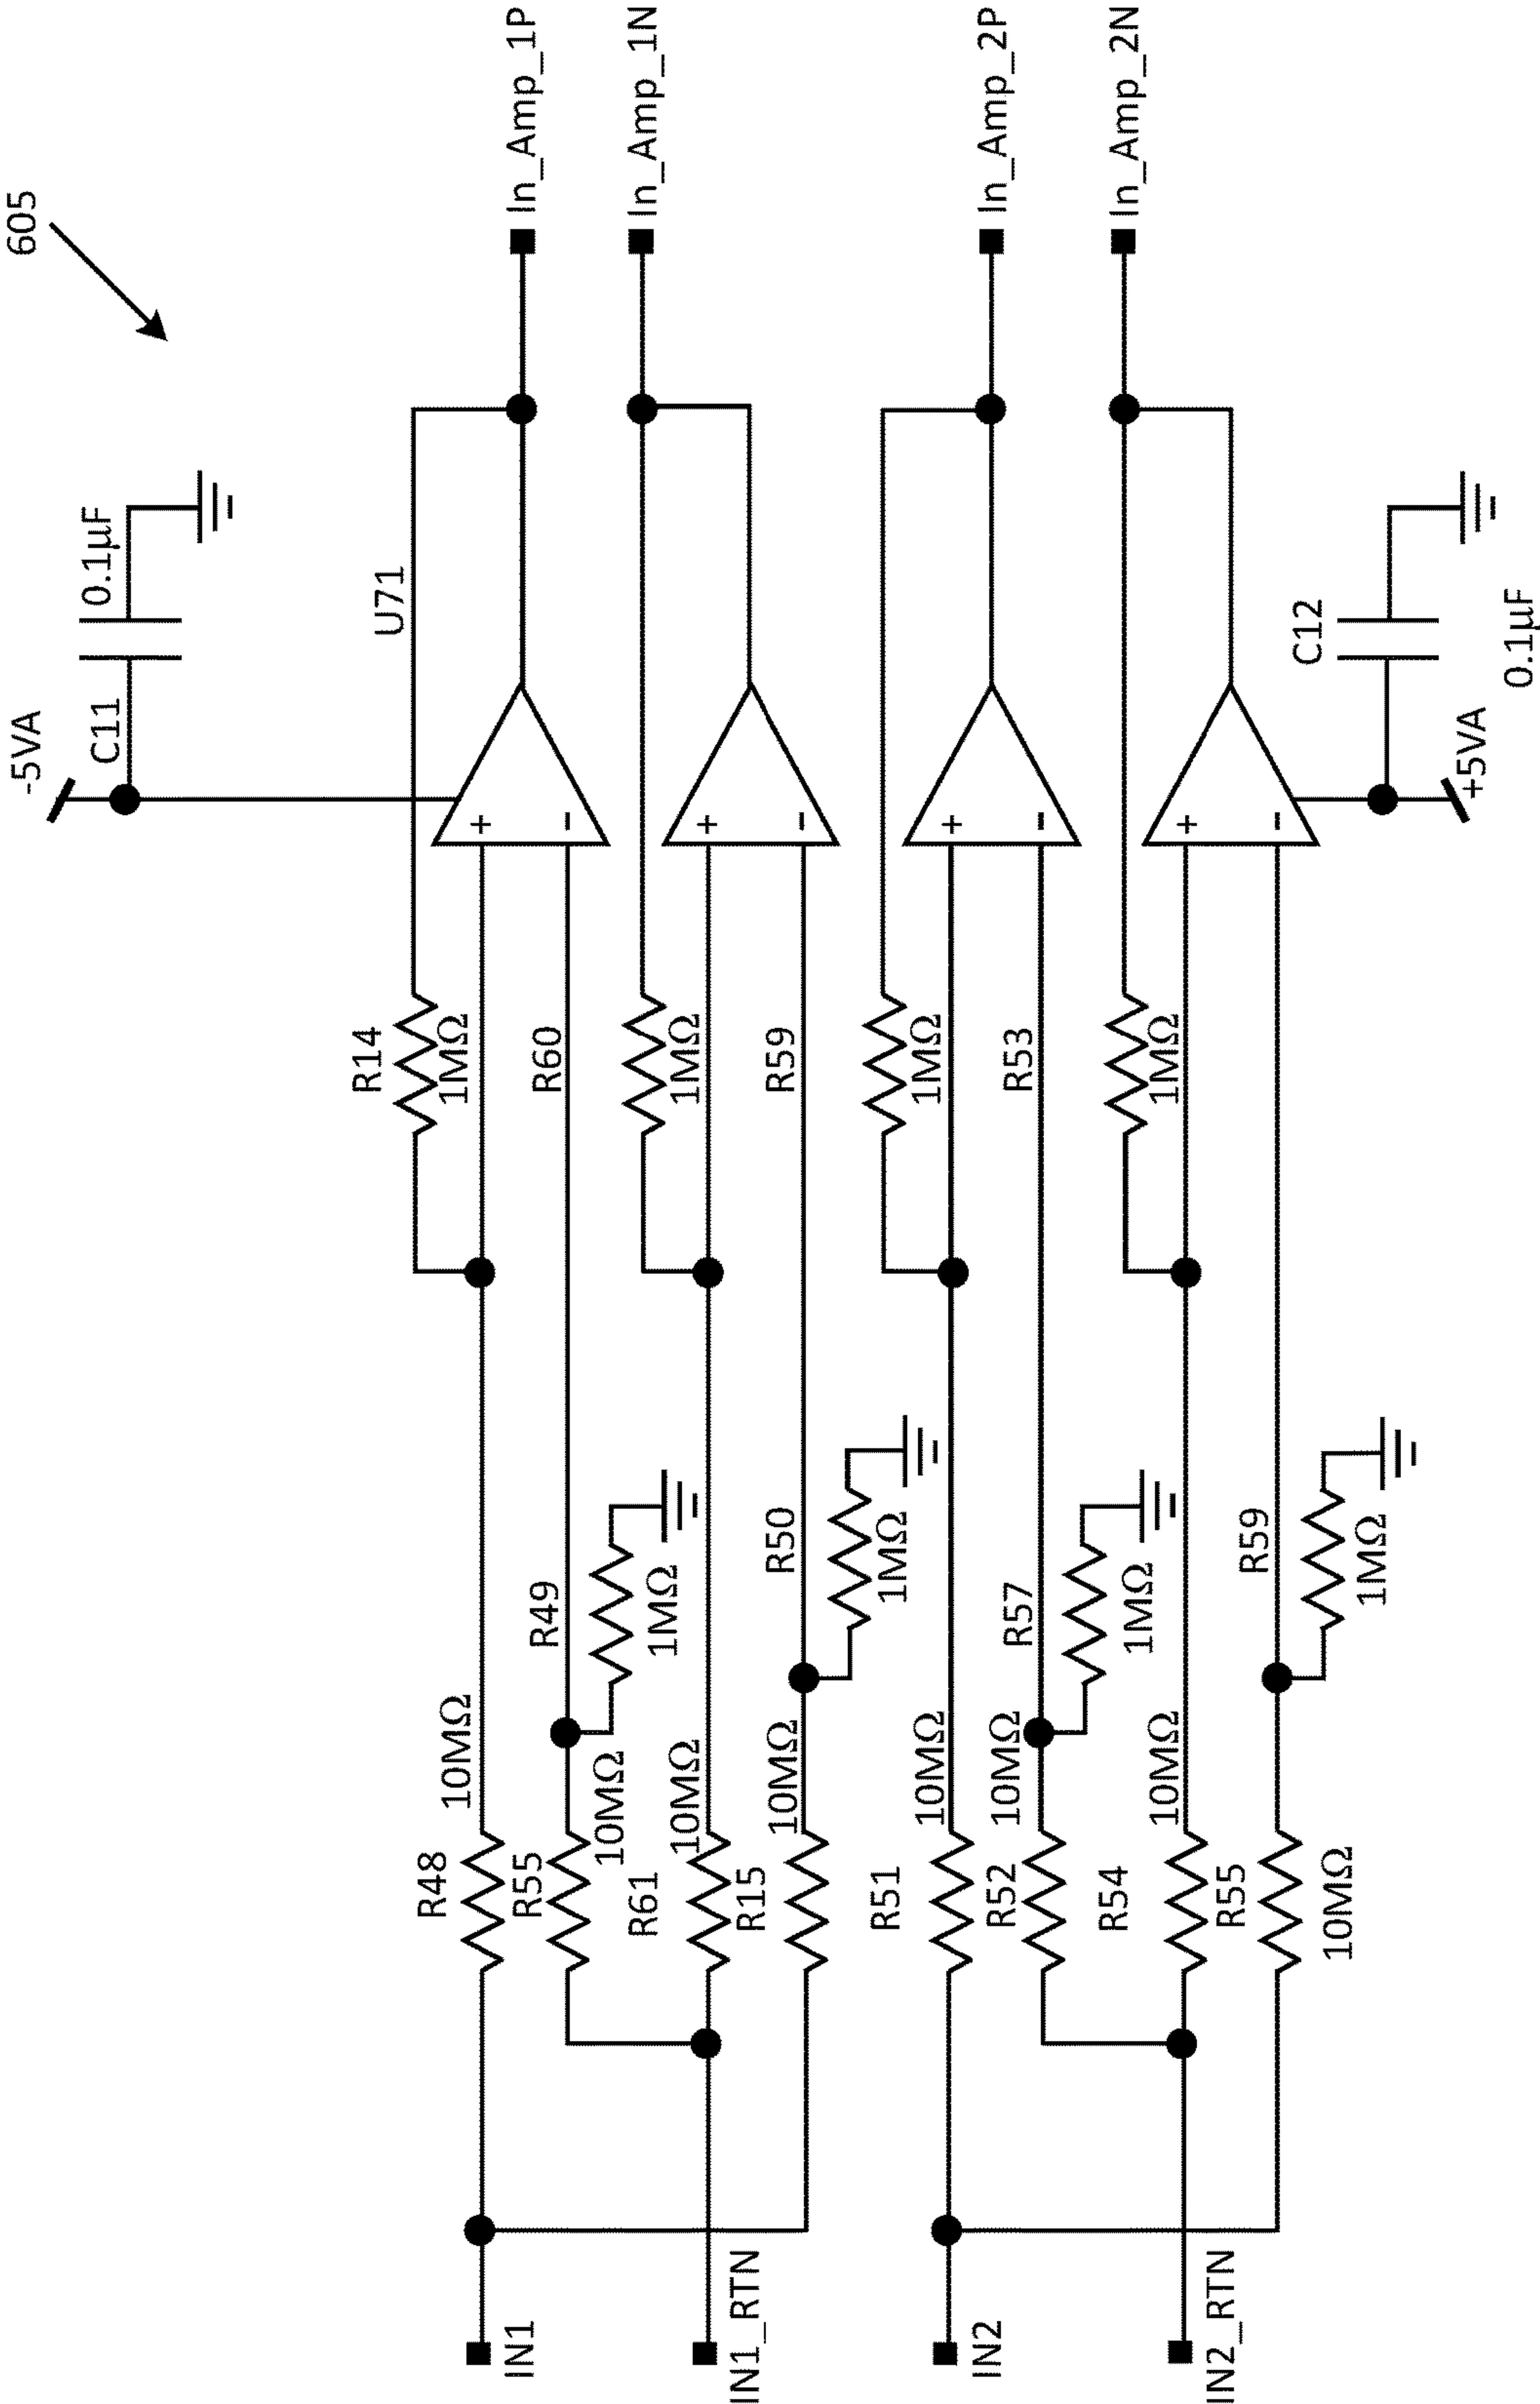 605
-5VA
C11
0.1µF
U71
In_Amp_1P
In_Amp_1N
In_Amp_2P
In_Amp_2N
R14
1MΩ
+
-
R60
1MΩ
+
-
R59
1MΩ
+
-
R53
1MΩ
+
-
C12
0.1µF
+5VA
R48
10MΩ
R55
10MΩ
R49
1MΩ
R61
10MΩ
R15
10MΩ
R50
1MΩ
R51
10MΩ
R52
10MΩ
R57
1MΩ
R54
10MΩ
R55
10MΩ
R59
1MΩ
IN1
IN1_RTN
IN2
IN2_RTN